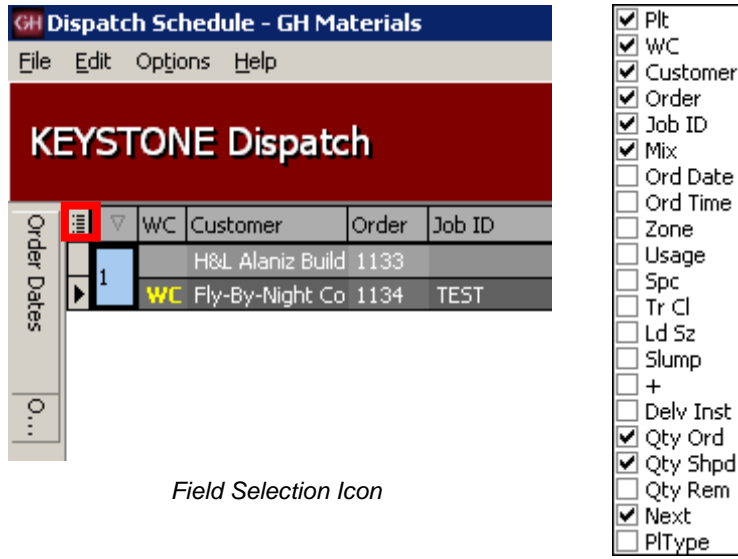 GH Dispatch Schedule - GH Materials
File Edit Options Help
KEYSTONE Dispatch
Order Dates
O...
WC Customer Order Job ID
1
H&L Alaniz Build 1133
WC Fly-By-Night Co 1134 TEST
Field Selection Icon
Plt
WC
Customer
Order
Job ID
Mix
Ord Date
Ord Time
Zone
Usage
Spc
Tr Cl
Ld Sz
Slump
+
Delv Inst
Qty Ord
Qty Shpd
Qty Rem
Next
PlType